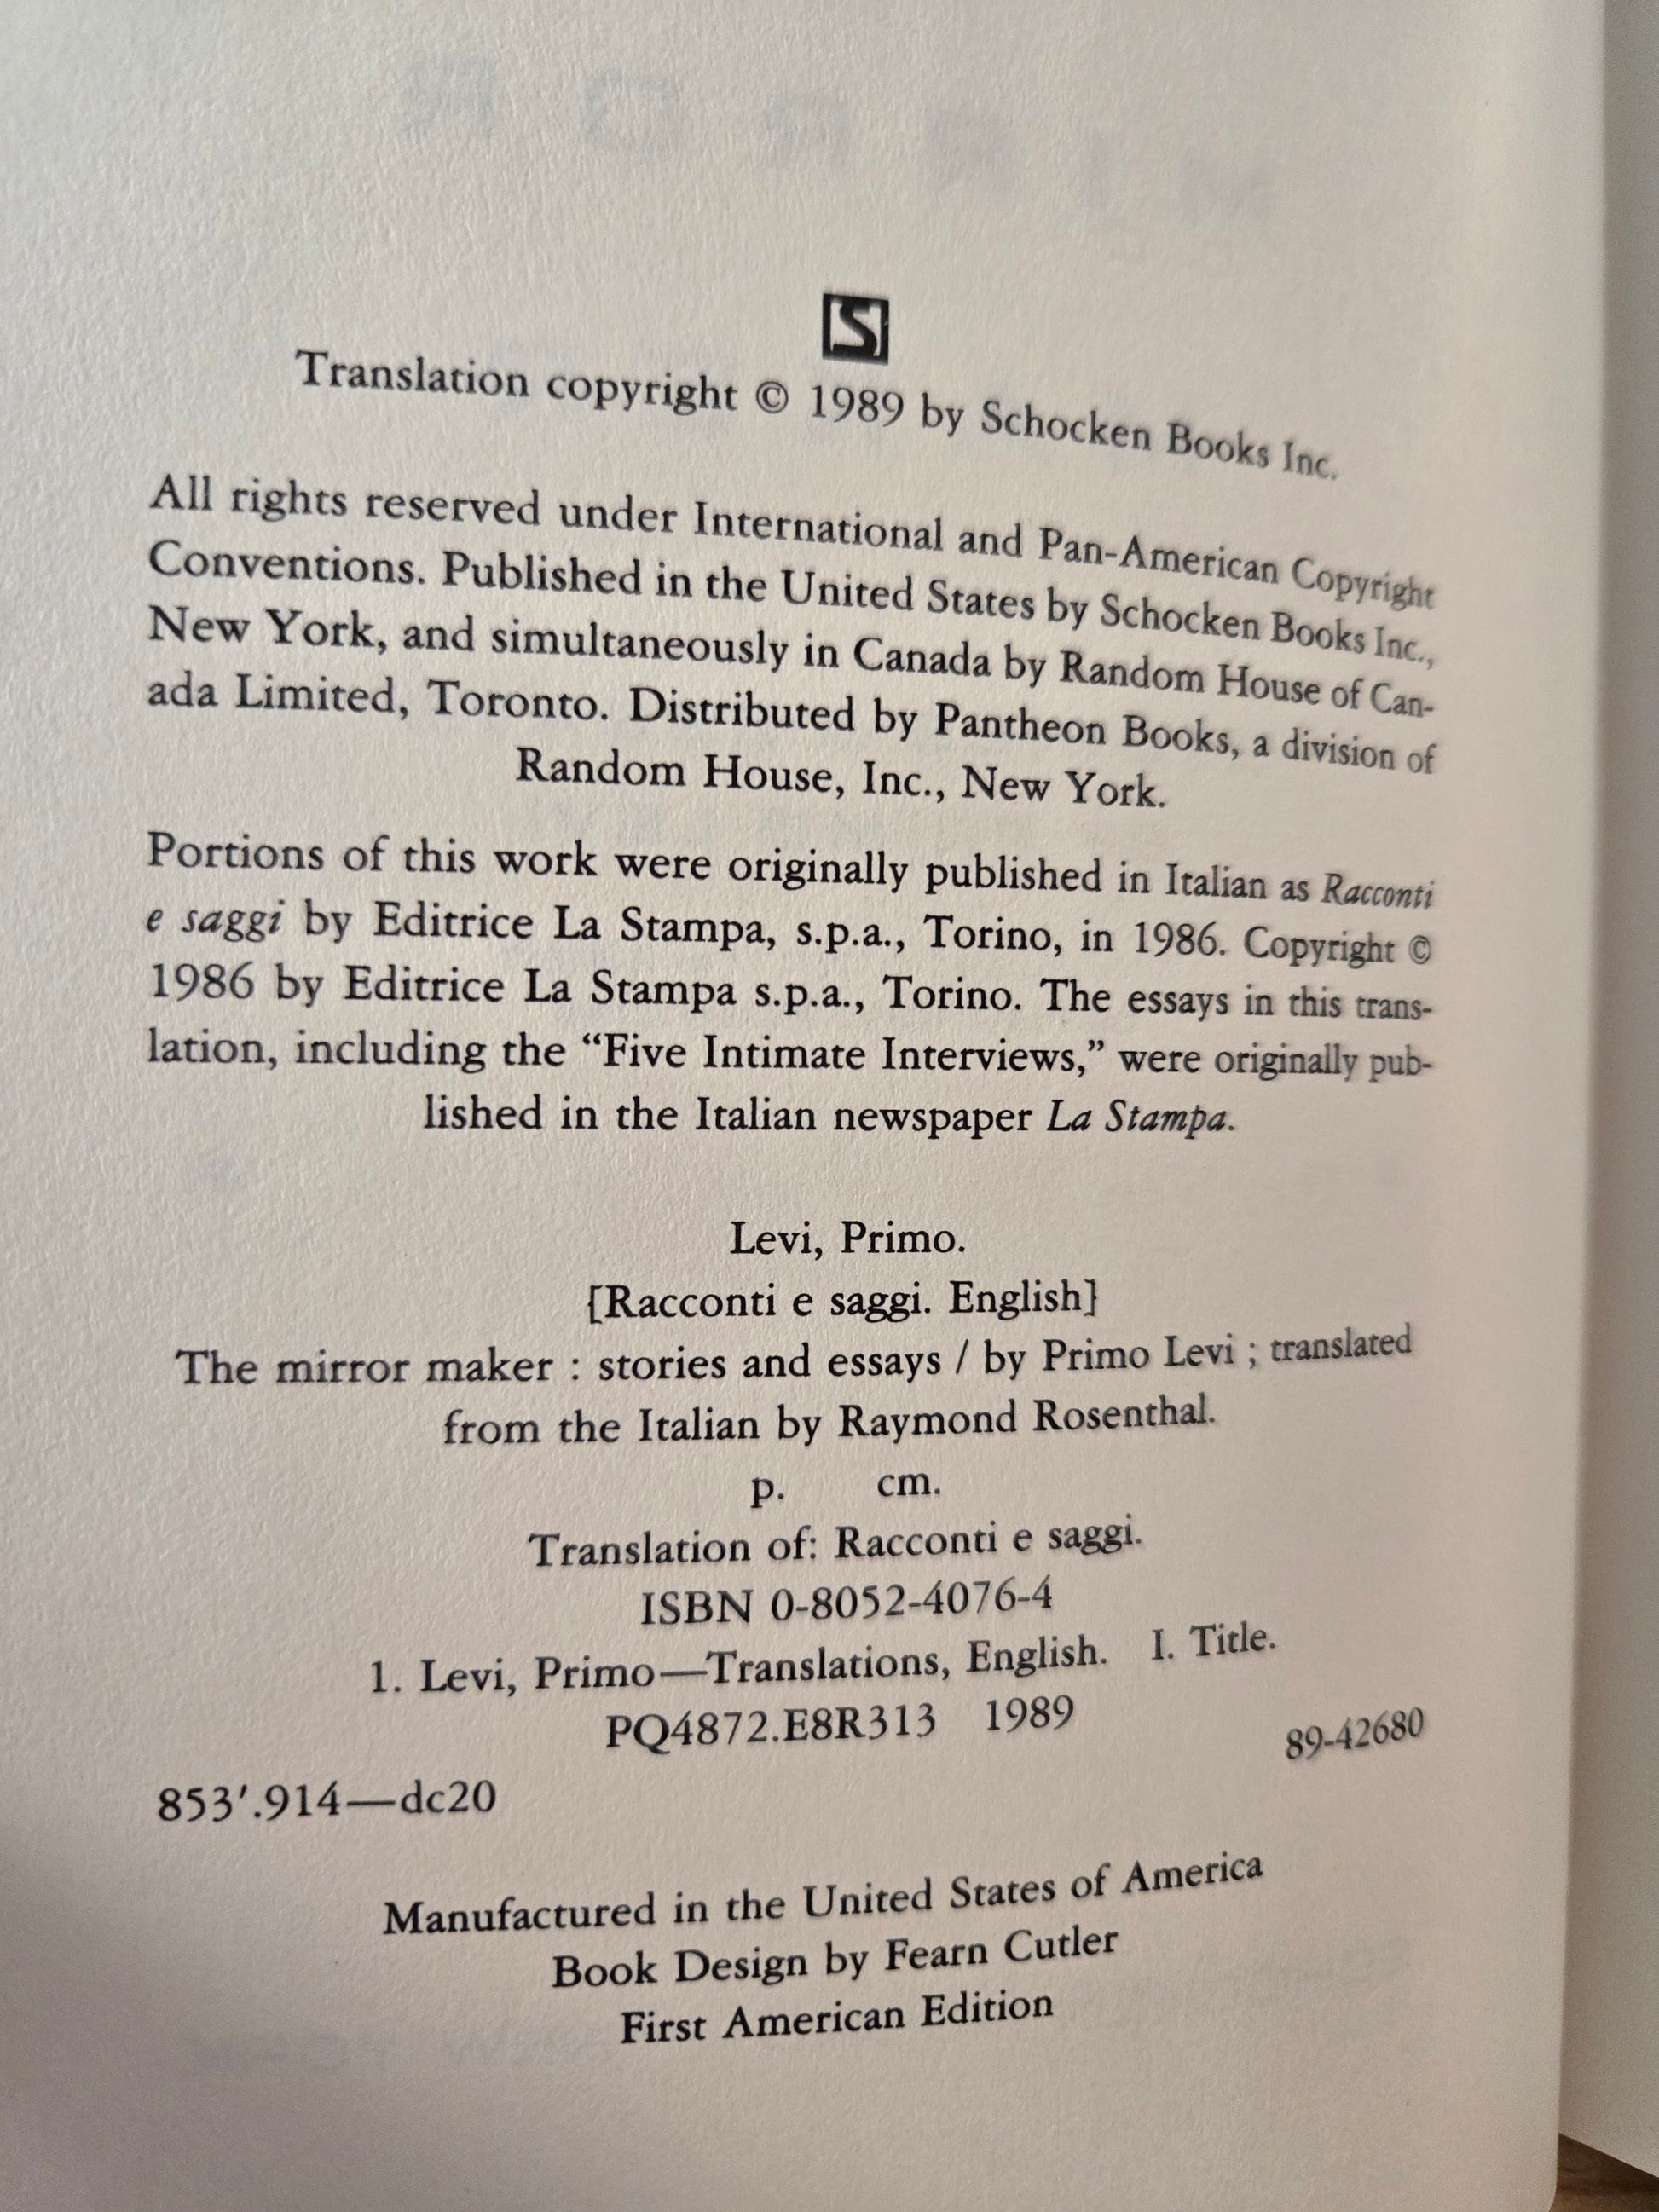 S
Translation copyright © 1989 by Schocken Books Inc.
All rights reserved under International and Pan-American Copyright
Conventions. Published in the United States by Schocken Books Inc.,
New York, and simultaneously in Canada by Random House of Can-
ada Limited, Toronto. Distributed by Pantheon Books, a division of
Random House, Inc., New York.
Portions of this work were originally published in Italian as Racconti
e saggi by Editrice La Stampa, s.p.a., Torino, in 1986. Copyright ©
1986 by Editrice La Stampa s.p.a., Torino. The essays in this trans-
lation, including the “Five Intimate Interviews,” were originally pub-
lished in the Italian newspaper La Stampa.
Levi, Primo.
[Racconti e saggi. English]
The mirror maker : stories and essays / by Primo Levi ; translated
from the Italian by Raymond Rosenthal.
p. cm.
Translation of: Racconti e saggi.
ISBN 0-8052-4076-4
1. Levi, Primo—Translations, English. I. Title.
PQ4872.E8R313 1989
89-42680
853′.914—dc20
Manufactured in the United States of America
Book Design by Fearn Cutler
First American Edition